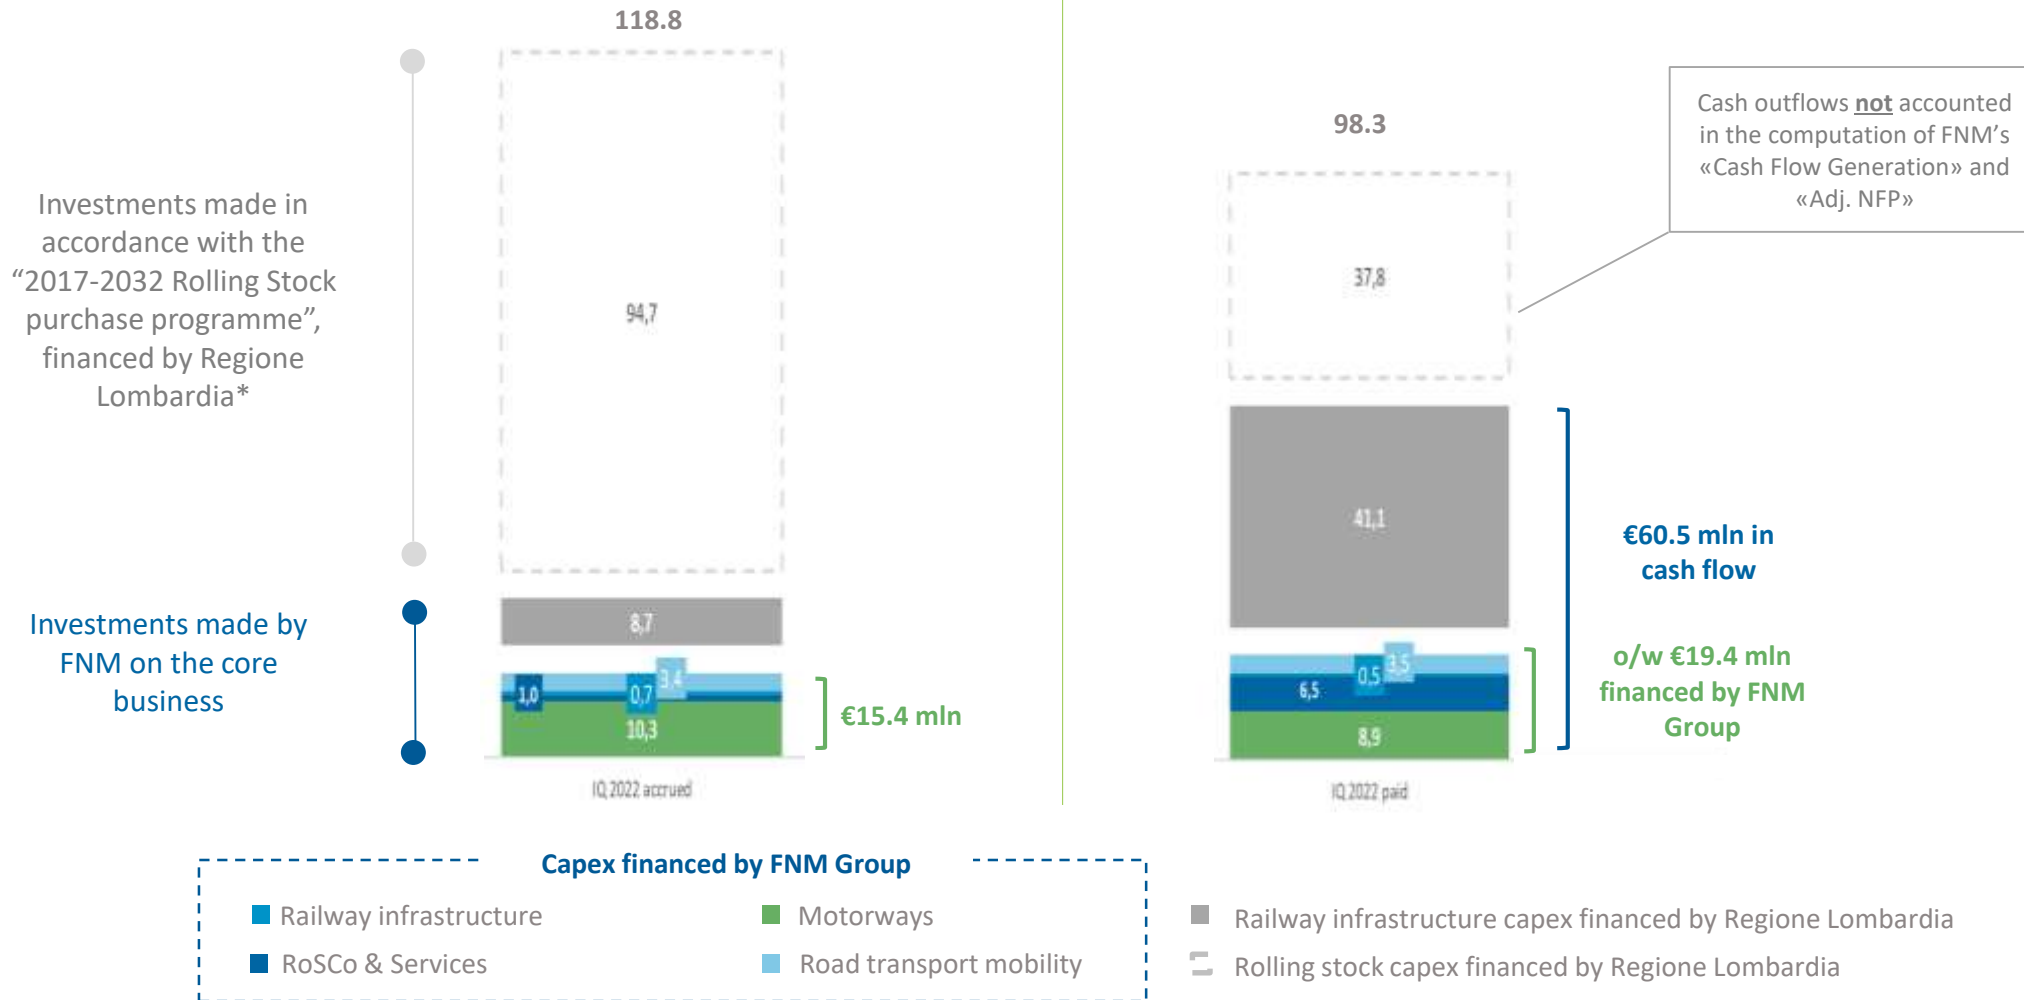 118.8
98.3
Cash outflows not accounted
in the computation of FNM's
«Cash Flow Generation» and
«Adj. NFP»
Investments made in
accordance with the
“2017-2032 Rolling Stock
purchase programme”,
financed by Regione
Lombardia*
94,7
37,8
41,1
€60.5 mln in
cash flow
Investments made by
FNM on the core
business
8,7
1,0
0,7
3,4
10,3
€15.4 mln
3,5
0,5
6,5
8,9
o/w €19.4 mln
financed by FNM
Group
IQ 2022 accrued
IQ 2022 paid
Capex financed by FNM Group
Railway infrastructure
Motorways
RoSCo & Services
Road transport mobility
Railway infrastructure capex financed by Regione Lombardia
Rolling stock capex financed by Regione Lombardia